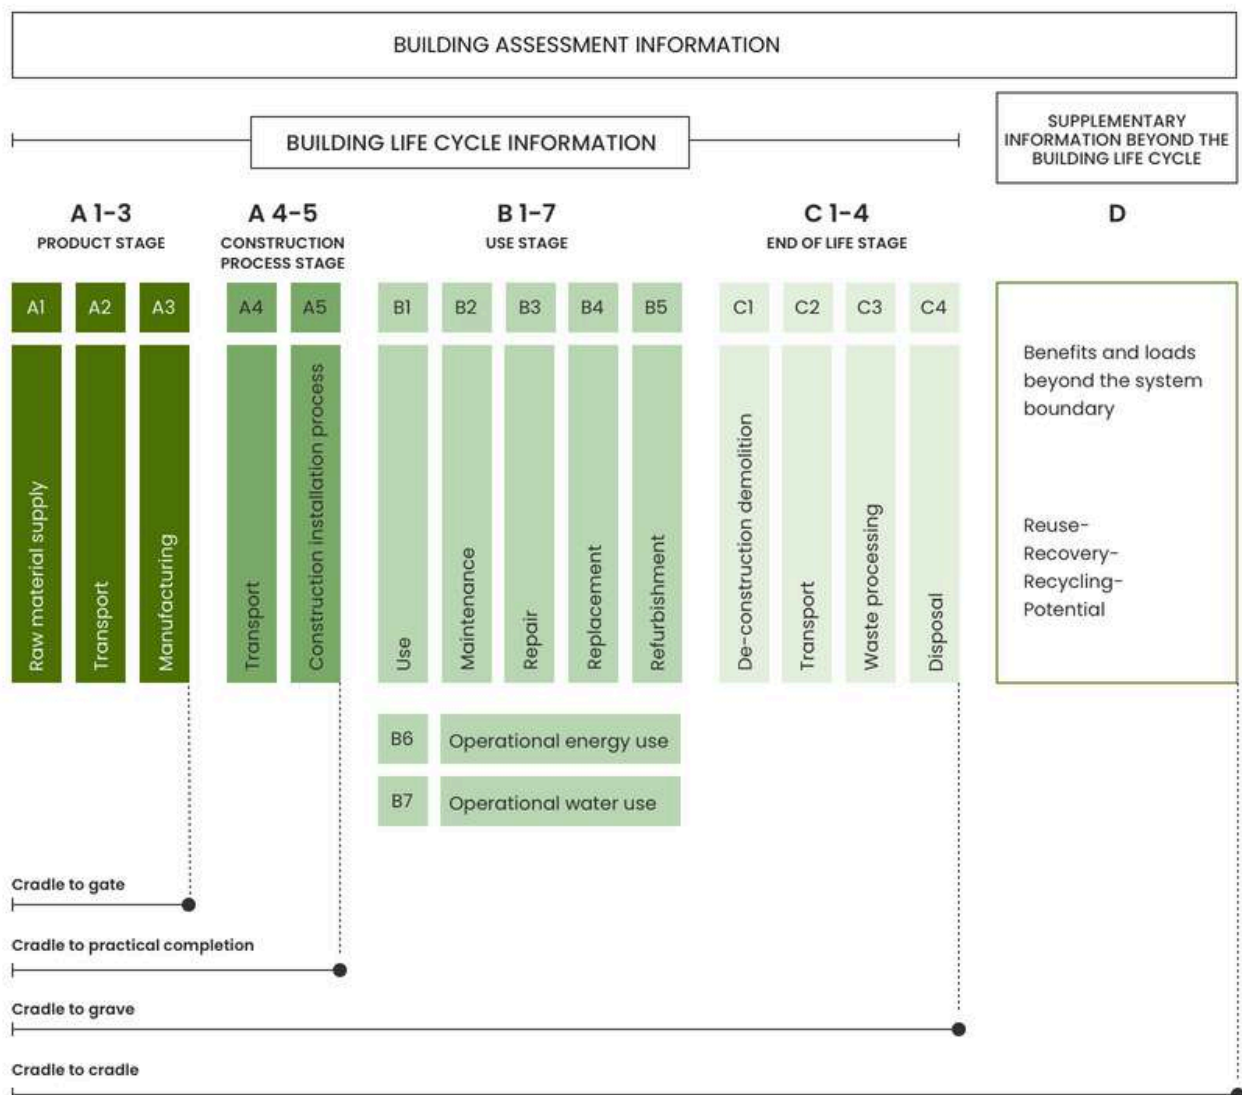 BUILDING ASSESSMENT INFORMATION
BUILDING LIFE CYCLE INFORMATION
SUPPLEMENTARY
INFORMATION BEYOND THE
BUILDING LIFE CYCLE
A 1-3
PRODUCT STAGE
A 4-5
CONSTRUCTION
PROCESS STAGE
B 1-7
USE STAGE
C 1-4
END OF LIFE STAGE
D
A1
A2
A3
A4
A5
B1
B2
B3
B4
B5
C1
C2
C3
C4
Raw material supply
Transport
Manufacturing
Transport
Construction installation process
Use
Maintenance
Repair
Replacement
Refurbishment
De-construction demolition
Transport
Waste processing
Disposal
Benefits and loads
beyond the system
boundary
Reuse-
Recovery-
Recycling-
Potential
B6
Operational energy use
B7
Operational water use
Cradle to gate
Cradle to practical completion
Cradle to grave
Cradle to cradle